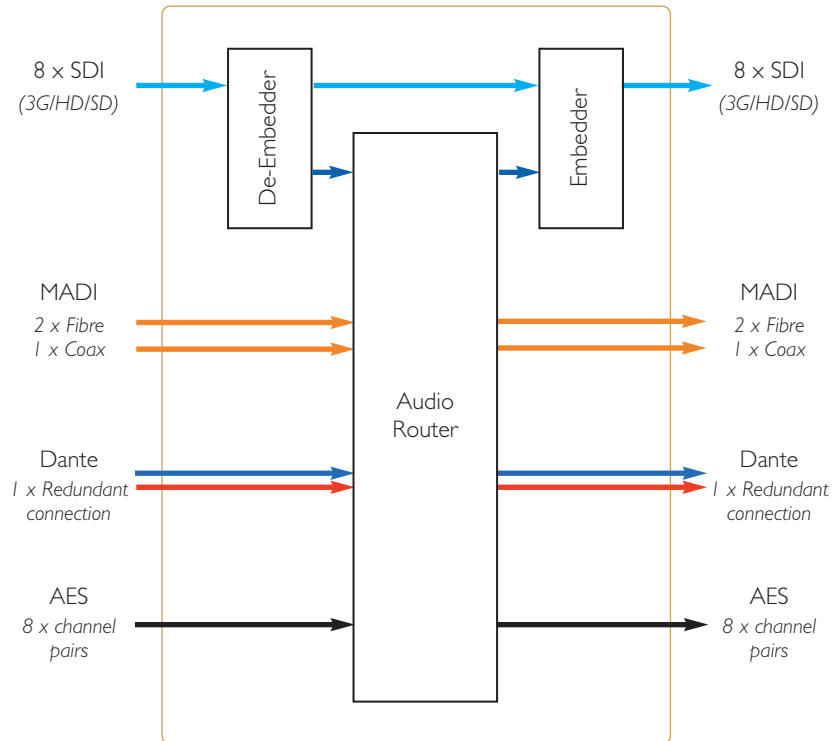 8 x SDI
(3G/HD/SD)
De-Embedder
Embedder
8 x SDI
(3G/HD/SD)
MADI
2 x Fibre
1 x Coax
MADI
2 x Fibre
1 x Coax
Audio
Router
Dante
1 x Redundant
connection
Dante
1 x Redundant
connection
AES
8 x channel
pairs
AES
8 x channel
pairs